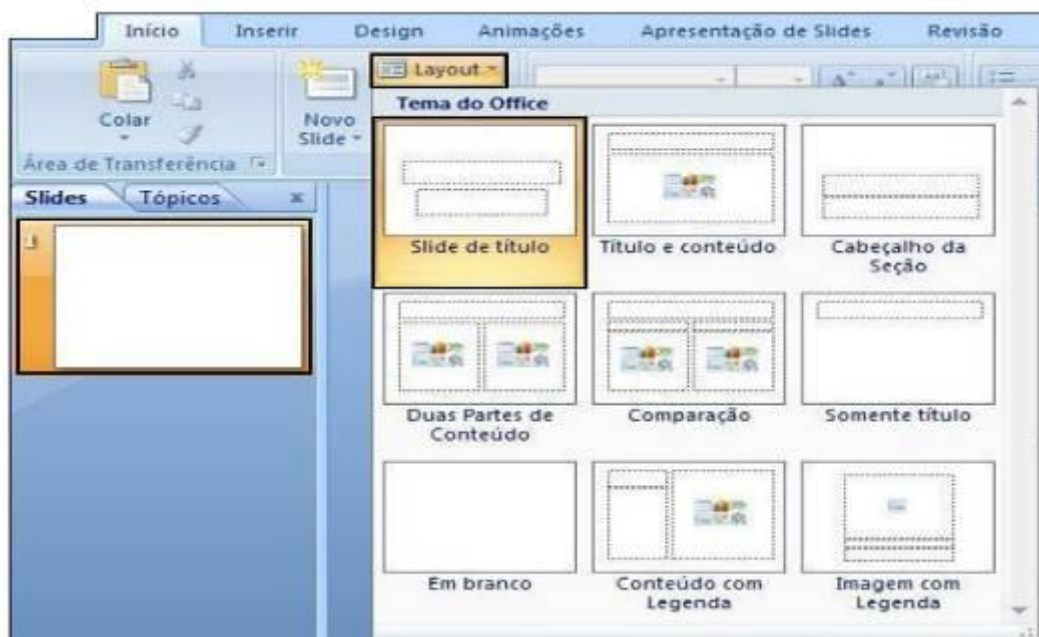 Início Inserir Design Animações Apresentação de Slides Revisão
Layout
Colar
Novo
Slide
Área de Transferência
Tema do Office
Slides Tópicos x
1
Slide de título Título e conteúdo Cabeçalho da
Seção
Duas Partes de
Conteúdo
Comparação Somente título
Em branco Conteúdo com
Legenda
Imagem com
Legenda